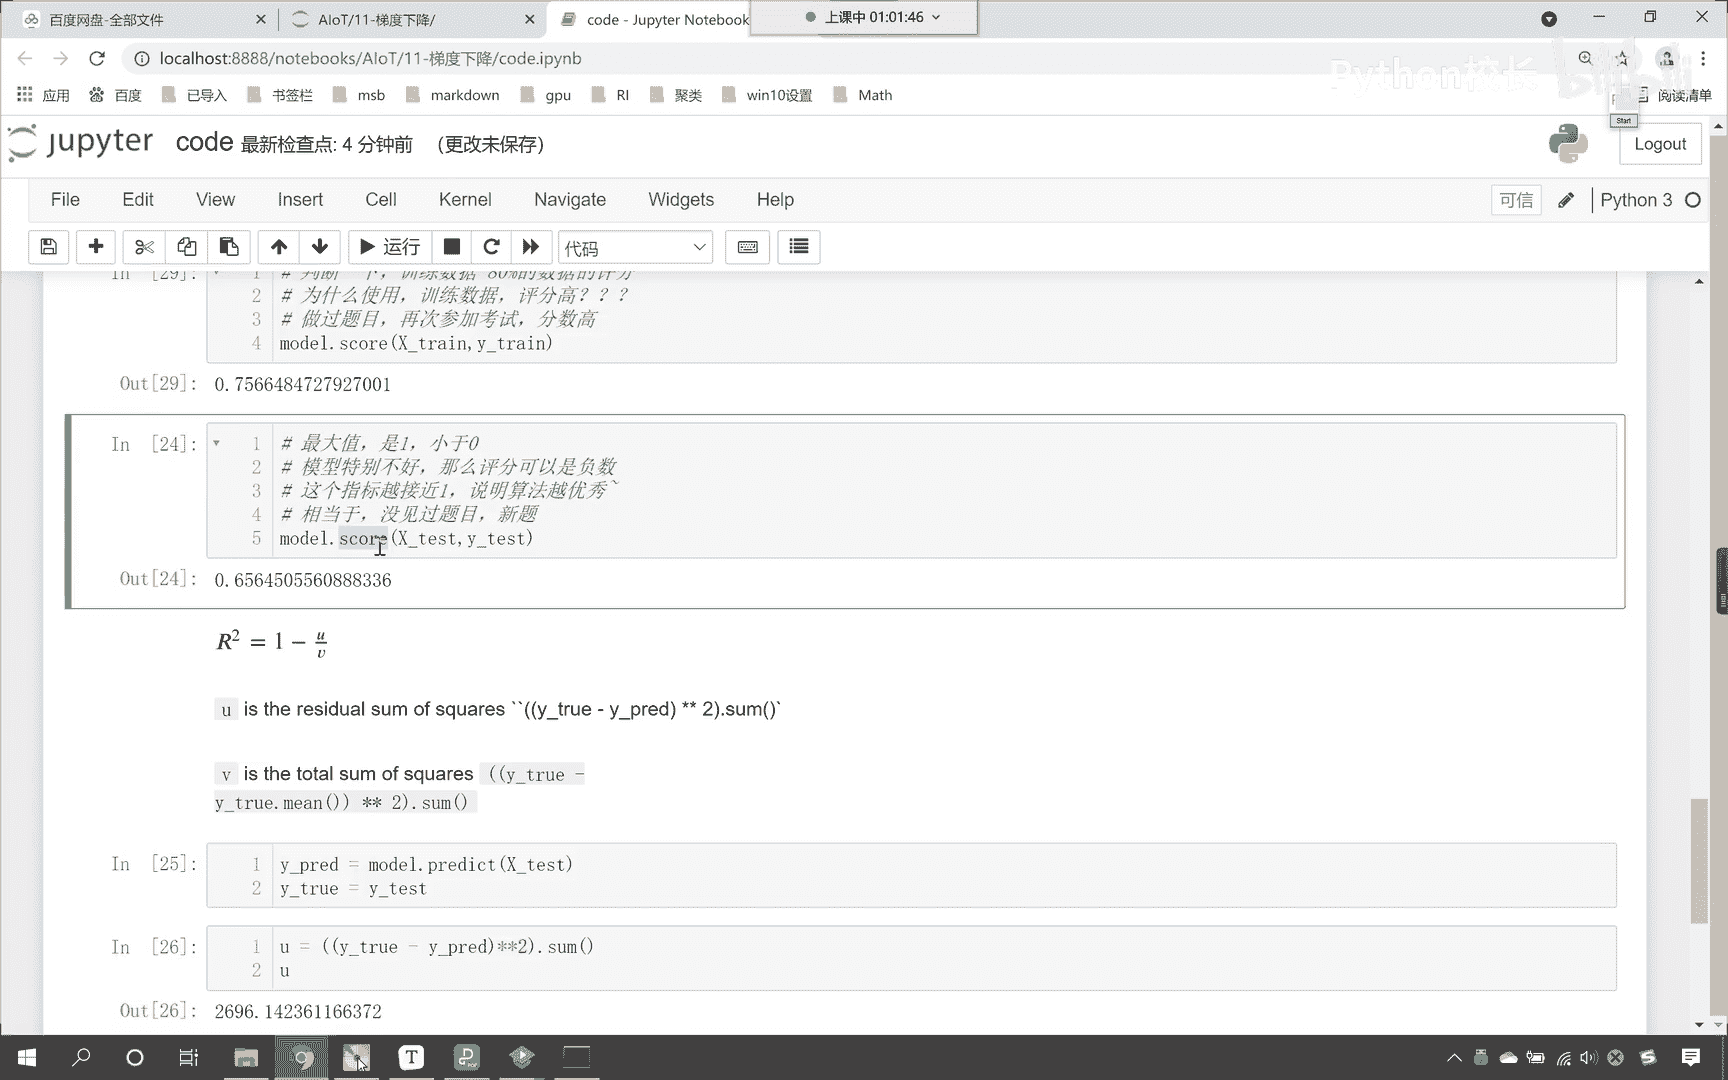 百度网盘-全部文件
AIoT/11-梯度下降/
code - Jupyter Notebook
上课中 01:01:46
localhost:8888/notebooks/AIoT/11-梯度下降/code.ipynb
Python校长
应用 百度 已导入 书签栏 msb markdown gpu RI 聚类 win10设置 Math 阅读清单
Start
jupyter code 最新检查点: 4 分钟前 (更改未保存)
Logout
File Edit View Insert Cell Kernel Navigate Widgets Help
可信 Python 3
运行 代码
In [29]: 1 # 判断一下，训练数据 80%的数据的评分
2 # 为什么使用，训练数据，评分高？？？
3 # 做过题目，再次参加考试，分数高
4 model.score(X_train,y_train)
Out[29]: 0.7566484727927001
In [24]: 1 # 最大值，是1，小于0
2 # 模型特别不好，那么评分可以是负数
3 # 这个指标越接近1，说明算法越优秀~
4 # 相当于，没见过题目，新题
5 model.score(X_test,y_test)
Out[24]: 0.6564505560888336
R² = 1 − u/v
u is the residual sum of squares ``((y_true - y_pred) ** 2).sum()`
v is the total sum of squares ((y_true -
y_true.mean()) ** 2).sum()
In [25]: 1 y_pred = model.predict(X_test)
2 y_true = y_test
In [26]: 1 u = ((y_true - y_pred)**2).sum()
2 u
Out[26]: 2696.142361166372